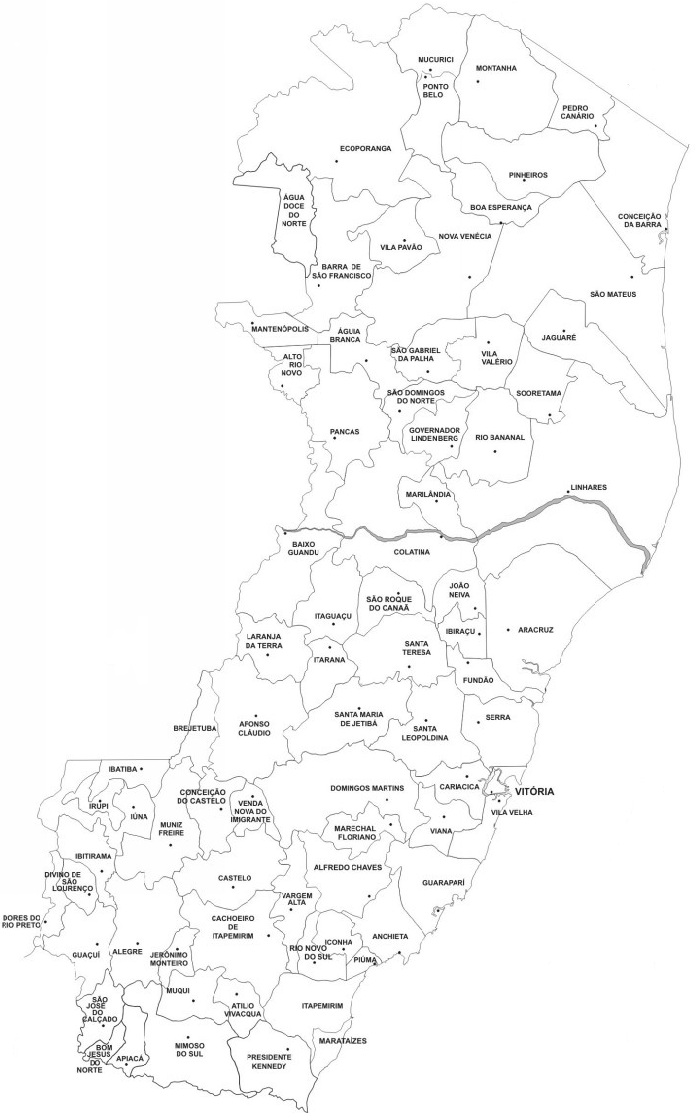 MUCURICI
MONTANHA
PONTO
BELO
PEDRO
CANÁRIO
ECOPORANGA
PINHEIROS
ÁGUA
DOCE
DO
NORTE
BOA ESPERANÇA
CONCEIÇÃO
DA BARRA
VILA PAVÃO
NOVA VENÉCIA
BARRA DE
SÃO FRANCISCO
SÃO MATEUS
MANTENÓPOLIS
ÁGUA
BRANCA
JAGUARÉ
ALTO
RIO
NOVO
SÃO GABRIEL
DA PALHA
VILA
VALÉRIO
SÃO DOMINGOS
DO NORTE
SOORETAMA
PANCAS
GOVERNADOR
LINDENBERG
RIO BANANAL
MARILÂNDIA
LINHARES
BAIXO
GUANDU
COLATINA
JOÃO
NEIVA
SÃO ROQUE
DO CANAÃ
ITAGUAÇU
IBIRAÇU
ARACRUZ
LARANJA
DA TERRA
ITARANA
SANTA
TERESA
FUNDÃO
BREJETUBA
AFONSO
CLÁUDIO
SANTA MARIA
DE JETIBÁ
SANTA
LEOPOLDINA
SERRA
IBATIBA
CONCEIÇÃO
DO CASTELO
DOMINGOS MARTINS
CARIACICA
VITÓRIA
IRUPI
IÚNA
VENDA
NOVA DO
IMIGRANTE
VILA VELHA
MUNIZ
FREIRE
MARECHAL
FLORIANO
VIANA
IBITIRAMA
DIVINO DE
SÃO
LOURENÇO
CASTELO
ALFREDO CHAVES
GUARAPARÍ
VARGEM
ALTA
DORES DO
RIO PRETO
CACHOEIRO
DE
ITAPEMIRIM
GUAÇUÍ
ALEGRE
JERÔNIMO
MONTEIRO
RIO NOVO
DO SUL
ICONHA
ANCHIETA
PIÚMA
MUQUI
ATILIO
VIVACQUA
ITAPEMIRIM
SÃO
JOSÉ
DO
CALÇADO
MARATAÍZES
BOM
JESUS
DO
NORTE
APIACÁ
MIMOSO
DO SUL
PRESIDENTE
KENNEDY